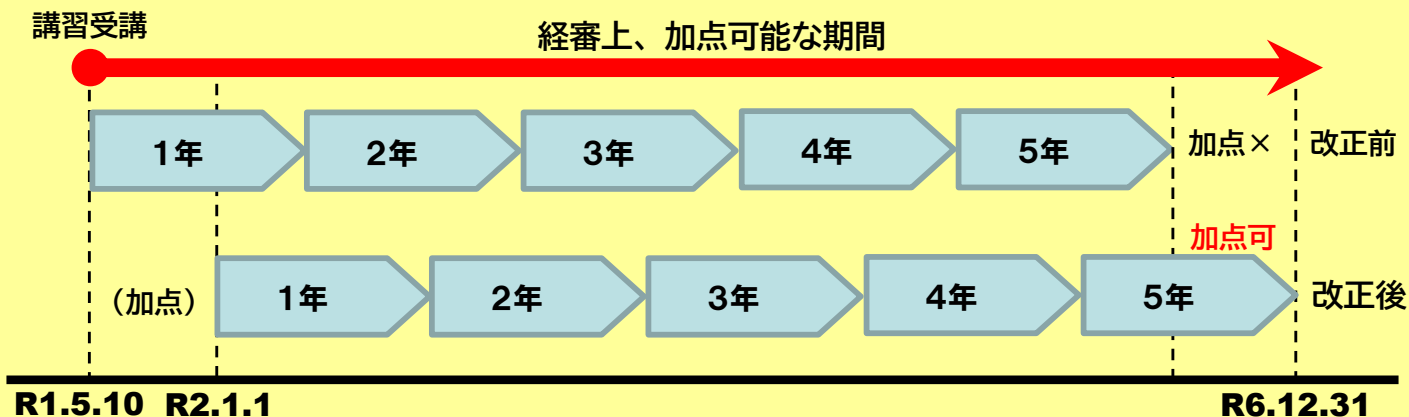 講習受講
経審上、加点可能な期間
1年 2年 3年 4年 5年 加点× 改正前
加点可
（加点） 1年 2年 3年 4年 5年 改正後
R1.5.10 R2.1.1 R6.12.31